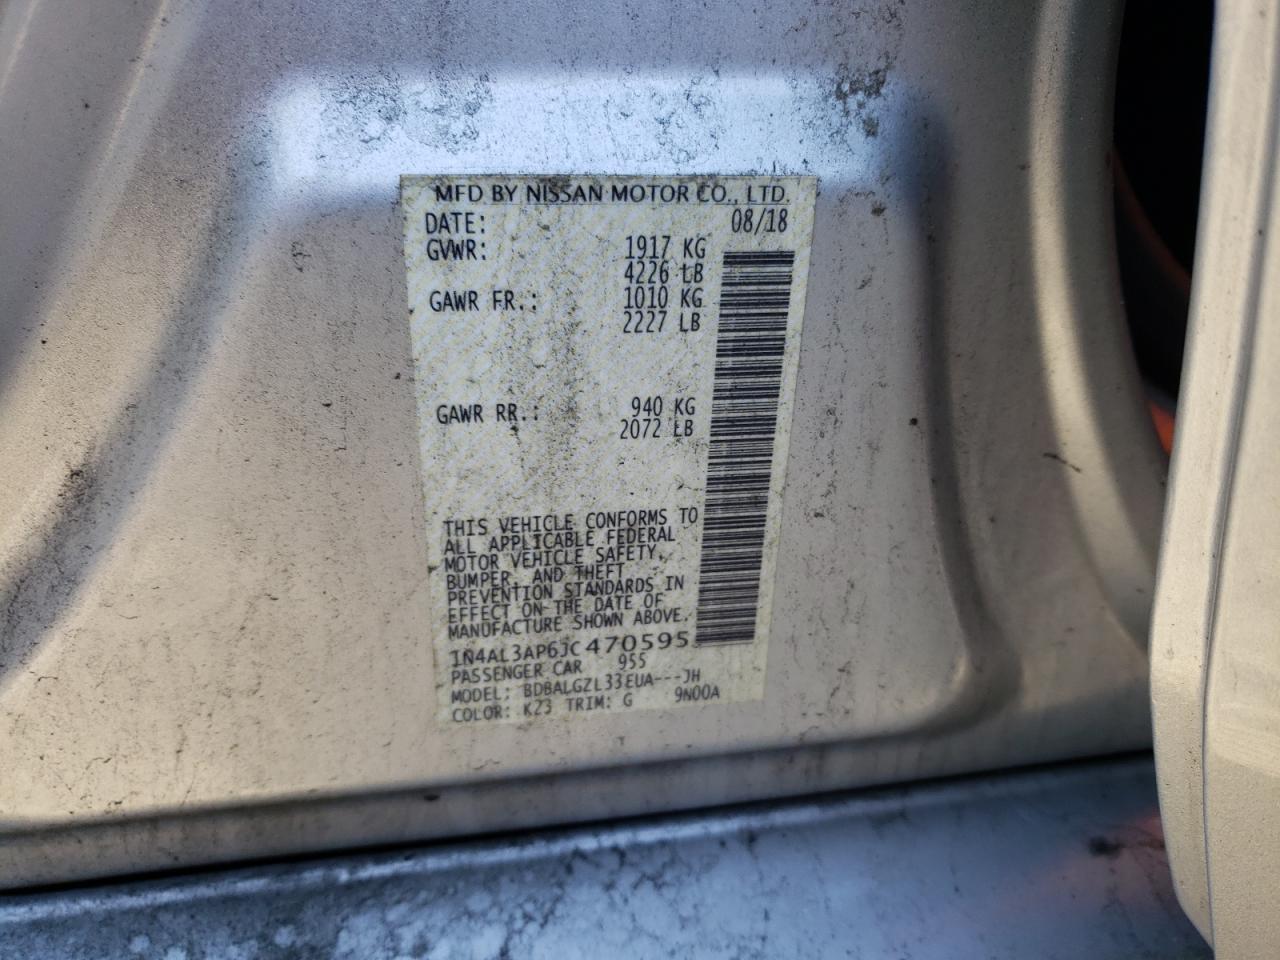 MFD BY NISSAN MOTOR CO., LTD.
DATE: 08/18
GVWR: 1917 KG
4226 LB
GAWR FR.: 1010 KG
2227 LB
GAWR RR.: 940 KG
2072 LB
THIS VEHICLE CONFORMS TO
ALL APPLICABLE FEDERAL
MOTOR VEHICLE SAFETY,
BUMPER, AND THEFT
PREVENTION STANDARDS IN
EFFECT ON THE DATE OF
MANUFACTURE SHOWN ABOVE.
1N4AL3AP6JC470595
PASSENGER CAR 955
MODEL: BDBALGZL33EUA---JH
COLOR: K23 TRIM: G 9N00A